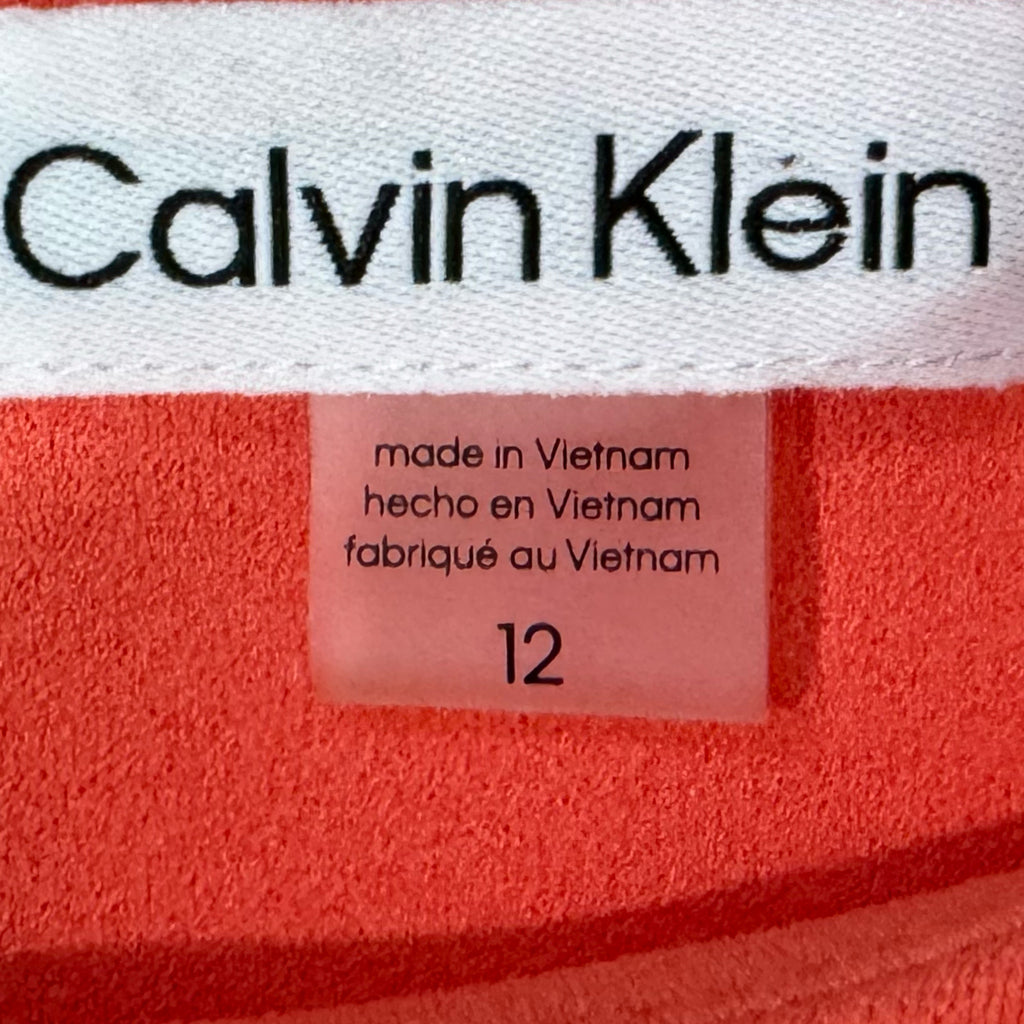 Calvin Klein
made in Vietnam
hecho en Vietnam
fabriqué au Vietnam
12